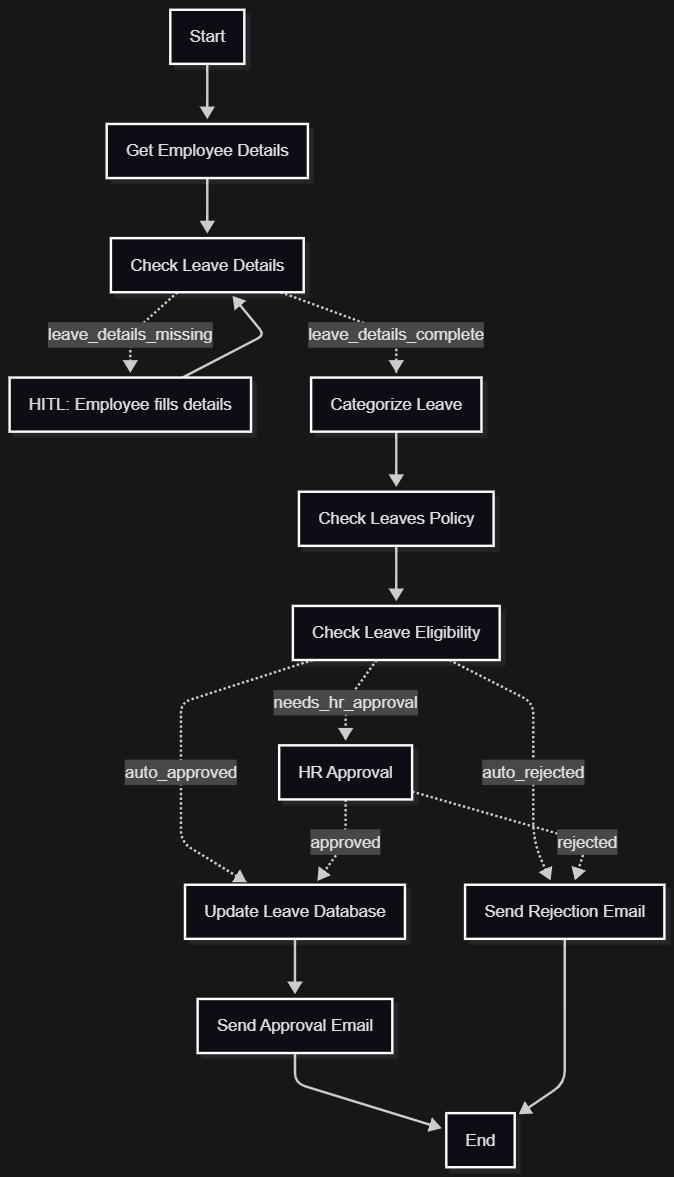 Start
Get Employee Details
Check Leave Details
leave_details_missing
leave_details_complete
HITL: Employee fills details
Categorize Leave
Check Leaves Policy
Check Leave Eligibility
needs_hr_approval
auto_approved
HR Approval
auto_rejected
approved
rejected
Update Leave Database
Send Rejection Email
Send Approval Email
End